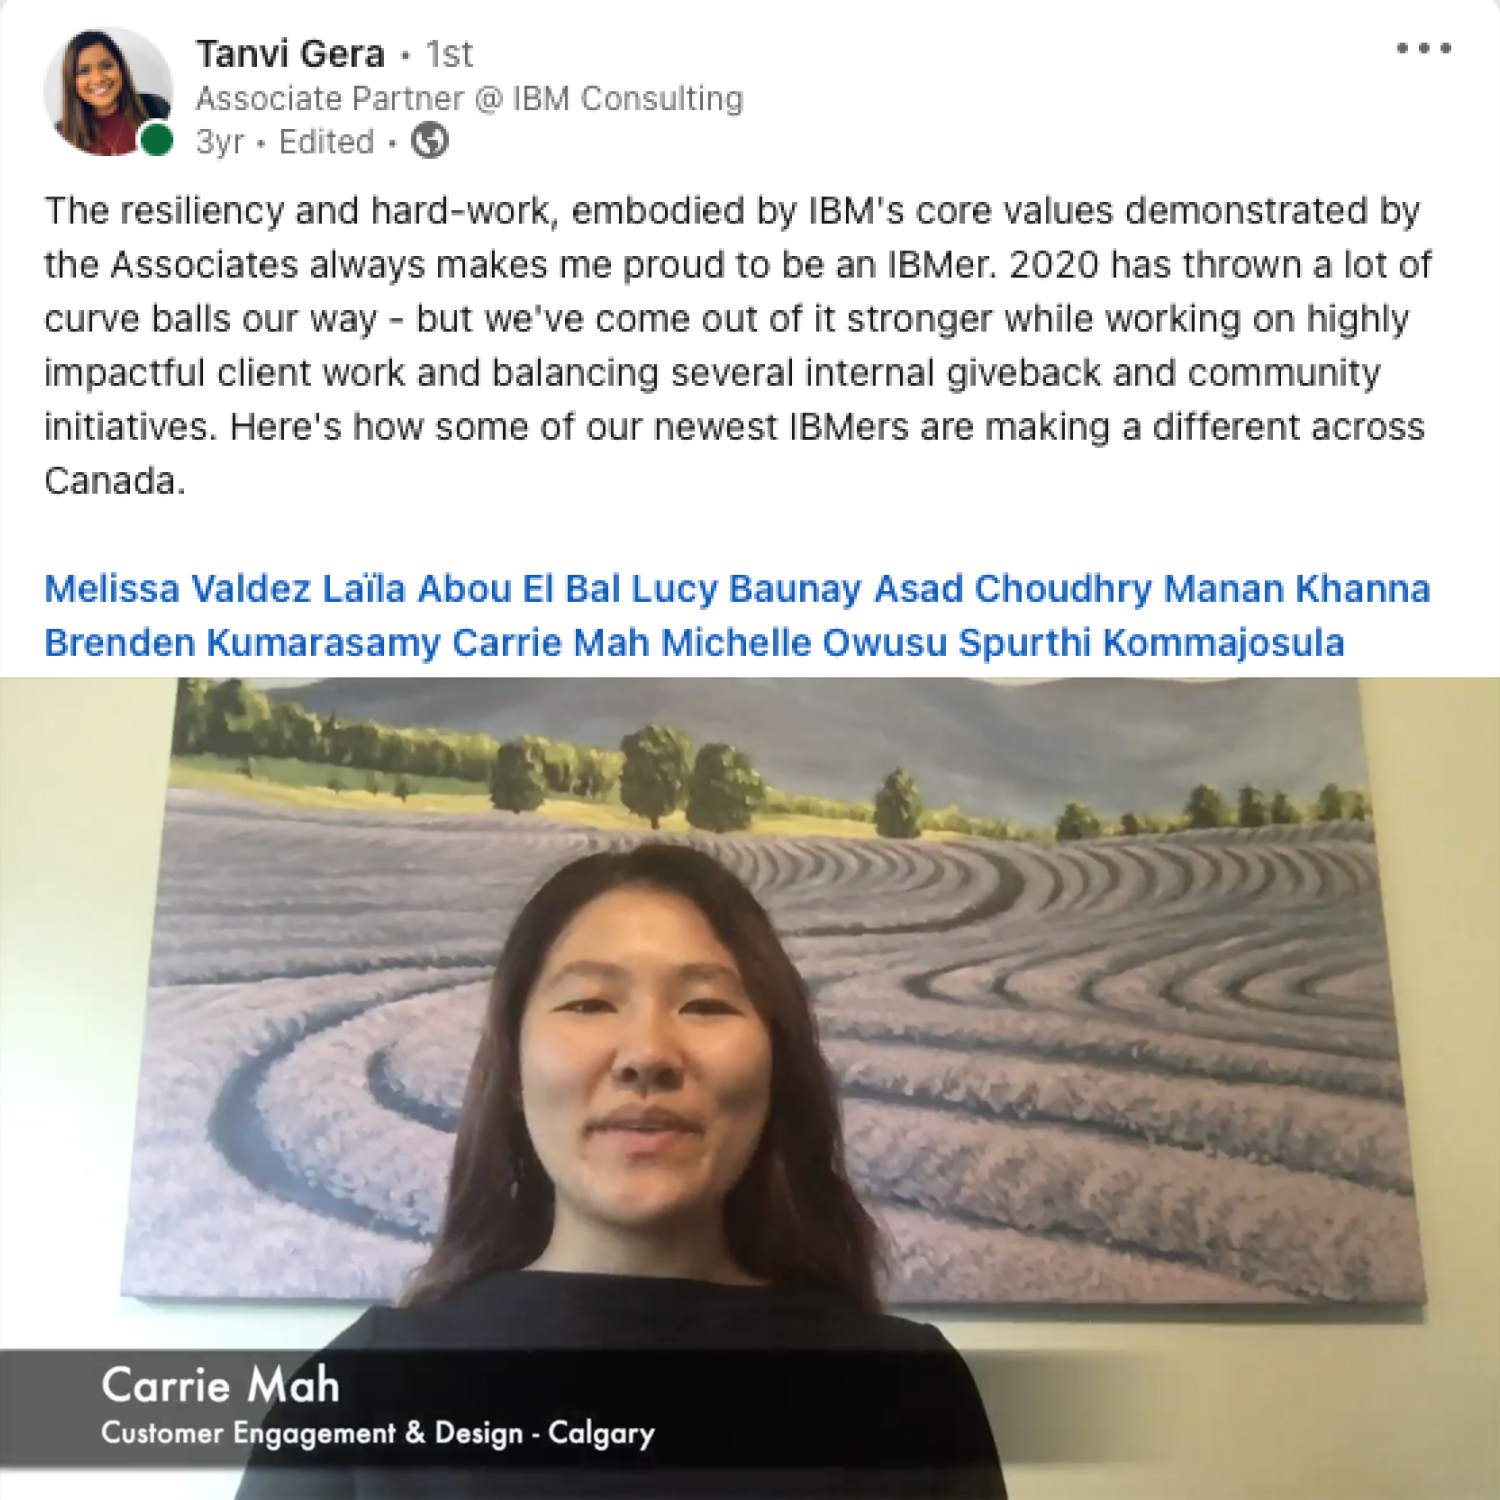 Tanvi Gera • 1st
Associate Partner @ IBM Consulting
3yr • Edited •
The resiliency and hard-work, embodied by IBM's core values demonstrated by
the Associates always makes me proud to be an IBMer. 2020 has thrown a lot of
curve balls our way - but we've come out of it stronger while working on highly
impactful client work and balancing several internal giveback and community
initiatives. Here's how some of our newest IBMers are making a different across
Canada.
Melissa Valdez Laïla Abou El Bal Lucy Baunay Asad Choudhry Manan Khanna
Brenden Kumarasamy Carrie Mah Michelle Owusu Spurthi Kommajosula
Carrie Mah
Customer Engagement & Design - Calgary